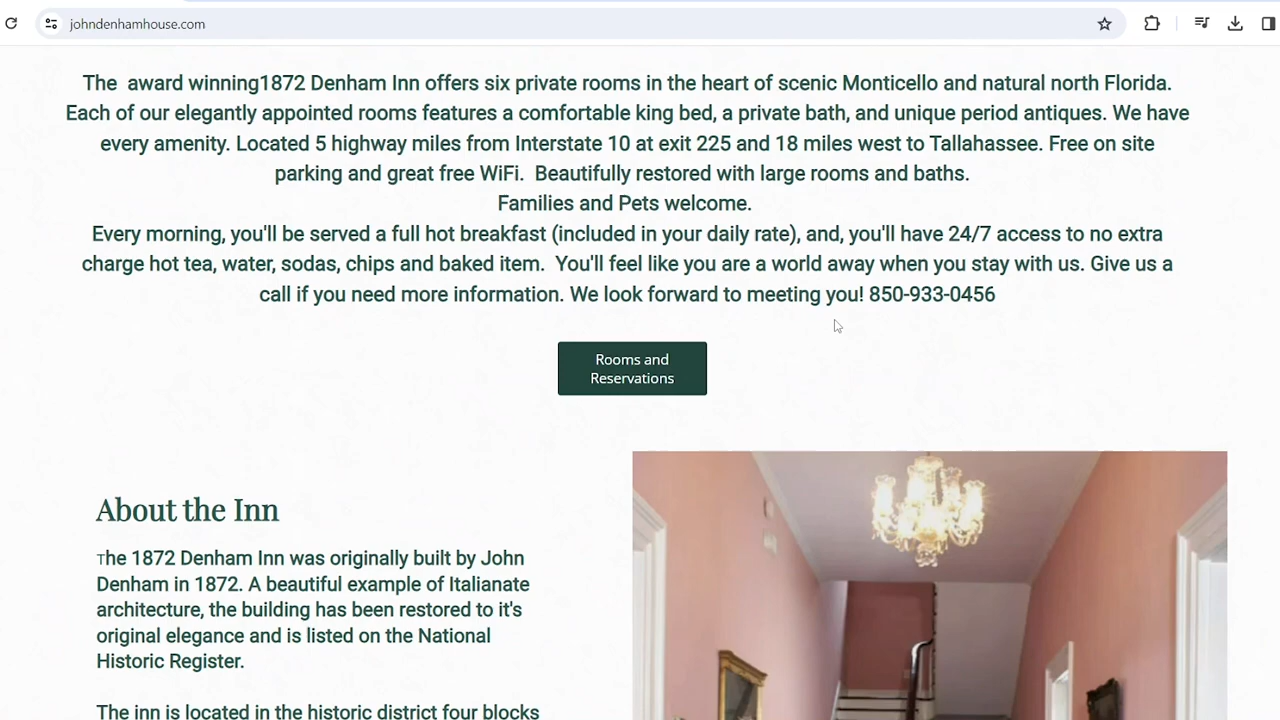 johndenhamhouse.com
The award winning1872 Denham Inn offers six private rooms in the heart of scenic Monticello and natural north Florida.
Each of our elegantly appointed rooms features a comfortable king bed, a private bath, and unique period antiques. We have
every amenity. Located 5 highway miles from Interstate 10 at exit 225 and 18 miles west to Tallahassee. Free on site
parking and great free WiFi. Beautifully restored with large rooms and baths.
Families and Pets welcome.
Every morning, you'll be served a full hot breakfast (included in your daily rate), and, you'll have 24/7 access to no extra
charge hot tea, water, sodas, chips and baked item. You'll feel like you are a world away when you stay with us. Give us a
call if you need more information. We look forward to meeting you! 850-933-0456
Rooms and
Reservations
About the Inn
The 1872 Denham Inn was originally built by John
Denham in 1872. A beautiful example of Italianate
architecture, the building has been restored to it's
original elegance and is listed on the National
Historic Register.
The inn is located in the historic district four blocks